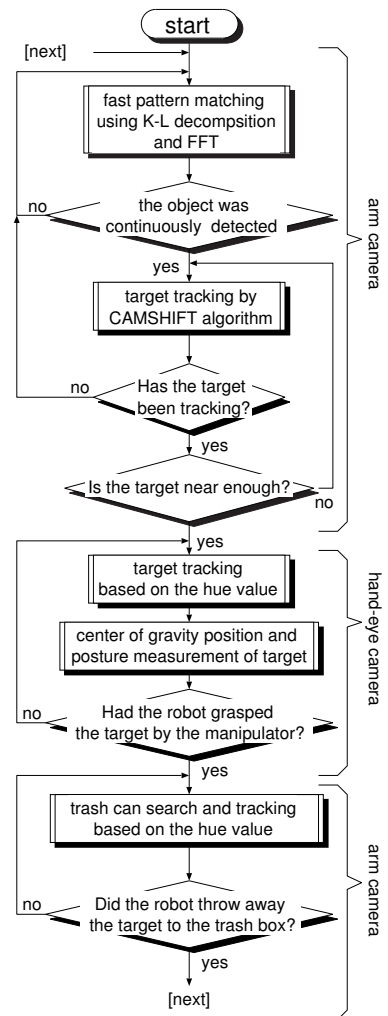 start
[next]
fast pattern matching
using K-L decompsition
and FFT
no
the object was
continuously detected
yes
target tracking by
CAMSHIFT algorithm
no
Has the target
been tracking?
yes
Is the target near enough?
no
arm camera
yes
target tracking
based on the hue value
center of gravity position and
posture measurement of target
no
Had the robot grasped
the target by the manipulator?
yes
hand-eye camera
trash can search and tracking
based on the hue value
no
Did the robot throw away
the target to the trash box?
yes
arm camera
[next]